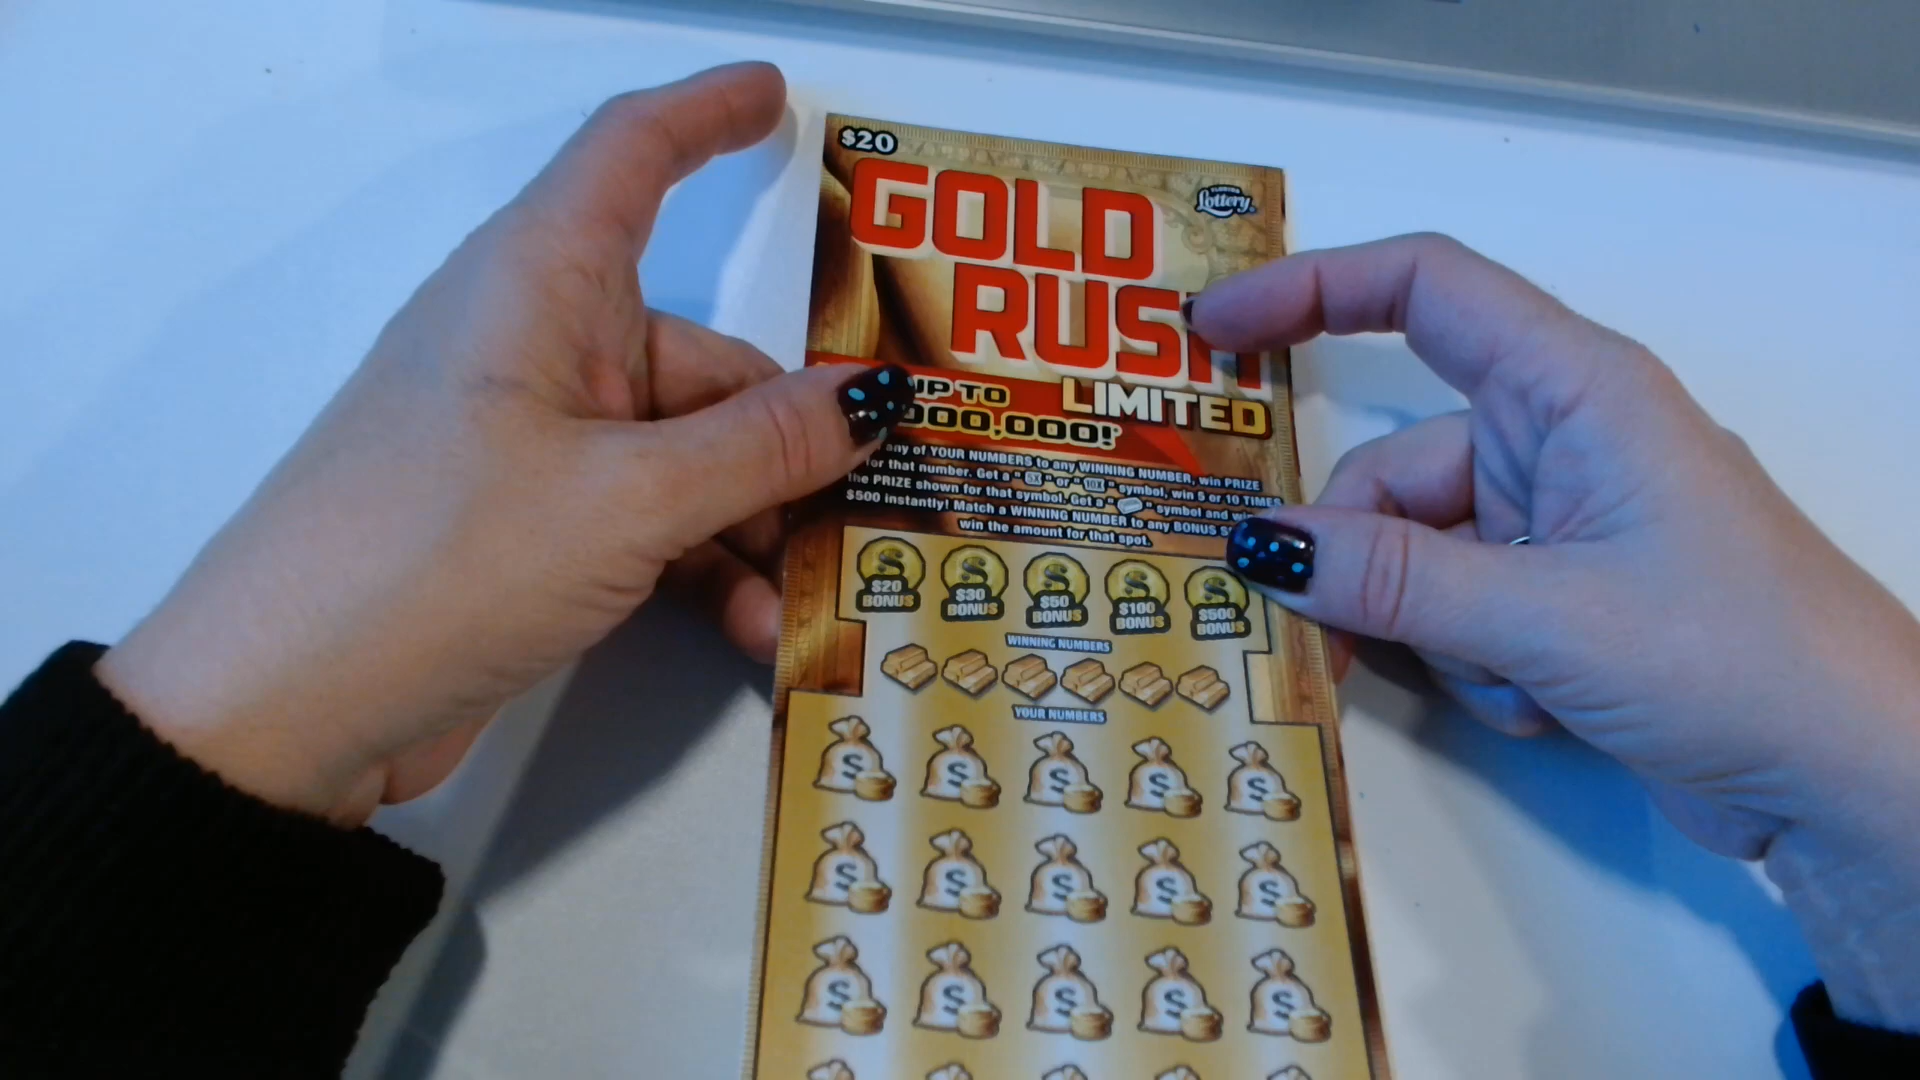 $20
FLORIDA
Lottery
GOLD
RUSH
LIMITED
UP TO
000,000!*
any of YOUR NUMBERS to any WINNING NUMBER, win PRIZE
for that number. Get a "5X" or "10X" symbol, win 5 or 10 TIMES
the PRIZE shown for that symbol. Get a " " symbol and win
$500 instantly! Match a WINNING NUMBER to any BONUS
win the amount for that spot.
$20 BONUS $30 BONUS $50 BONUS $100 BONUS $500 BONUS
WINNING NUMBERS
YOUR NUMBERS
$ $ $ $ $
$ $ $ $ $
$ $ $ $ $